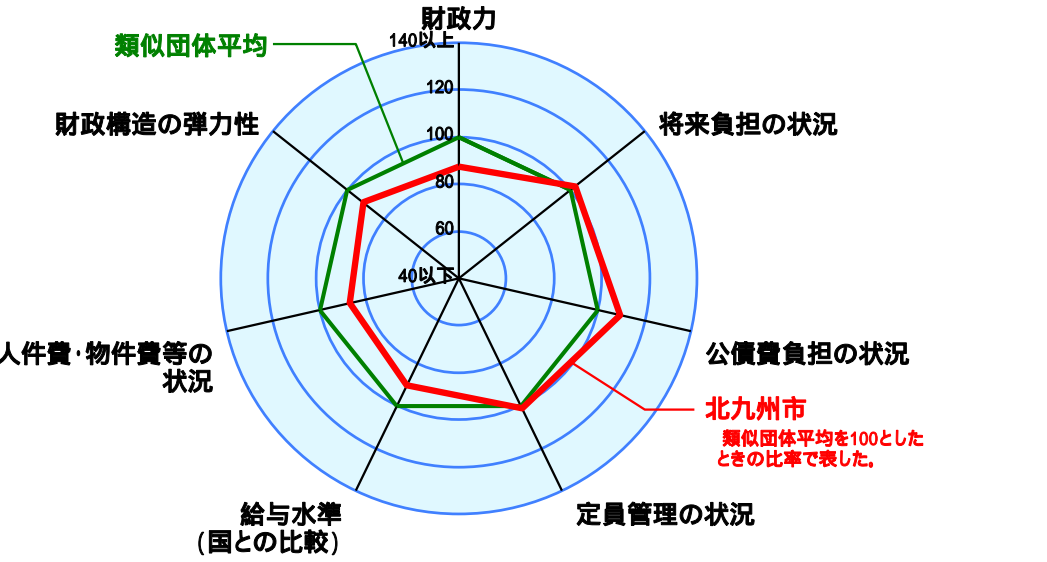 財政力
140以上
類似団体平均
120
財政構造の弾力性
将来負担の状況
100
80
60
40以下
人件費・物件費等の
状況
公債費負担の状況
北九州市
類似団体平均を100とした
ときの比率で表した。
給与水準
(国との比較)
定員管理の状況